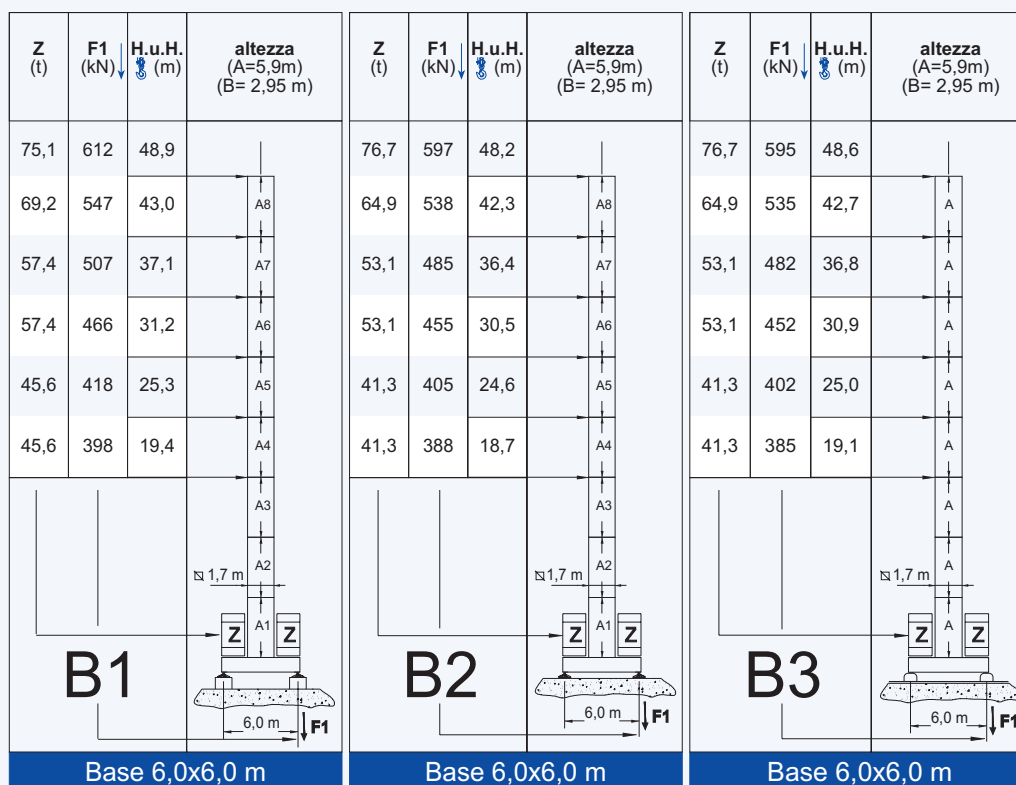 Z F1 H.u.H. altezza
(t) (kN) (m) (A=5,9m)
(B= 2,95 m)
75,1 612 48,9
69,2 547 43,0
57,4 507 37,1
57,4 466 31,2
45,6 418 25,3
45,6 398 19,4
A8
A7
A6
A5
A4
A3
A2
1,7 m
A1
Z Z
B1
6,0 m F1
Base 6,0x6,0 m
Z F1 H.u.H. altezza
(t) (kN) (m) (A=5,9m)
(B= 2,95 m)
76,7 597 48,2
64,9 538 42,3
53,1 485 36,4
53,1 455 30,5
41,3 405 24,6
41,3 388 18,7
A8
A7
A6
A5
A4
A3
A2
1,7 m
A1
Z Z
B2
6,0 m F1
Base 6,0x6,0 m
Z F1 H.u.H. altezza
(t) (kN) (m) (A=5,9m)
(B= 2,95 m)
76,7 595 48,6
64,9 535 42,7
53,1 482 36,8
53,1 452 30,9
41,3 402 25,0
41,3 385 19,1
A
A
A
A
A
A
A
1,7 m
A
Z Z
B3
6,0 m F1
Base 6,0x6,0 m